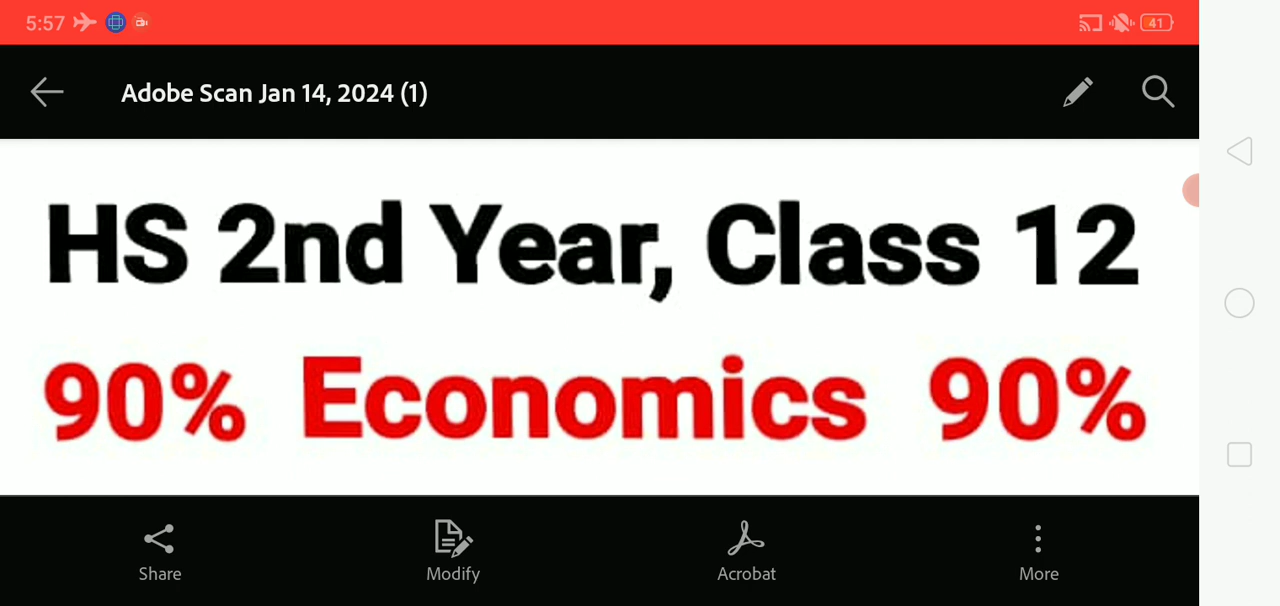 5:57 41
Adobe Scan Jan 14, 2024 (1)
HS 2nd Year, Class 12
90% Economics 90%
Share Modify Acrobat More